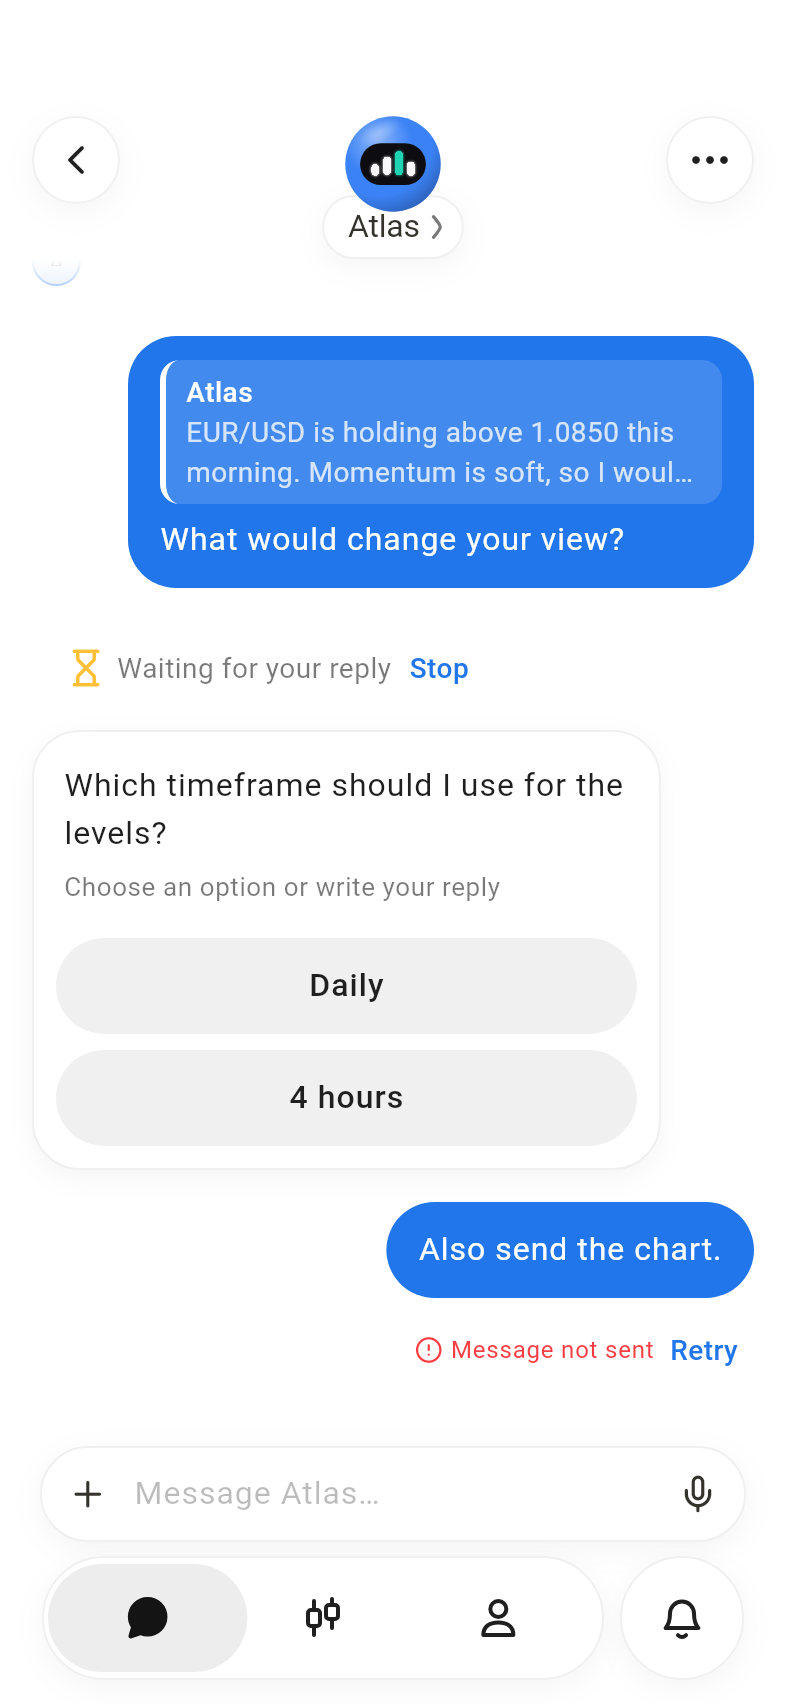 Atlas
Atlas
EUR/USD is holding above 1.0850 this
morning. Momentum is soft, so I woul…
What would change your view?
Waiting for your reply Stop
Which timeframe should I use for the
levels?
Choose an option or write your reply
Daily
4 hours
Also send the chart.
Message not sent Retry
Message Atlas…